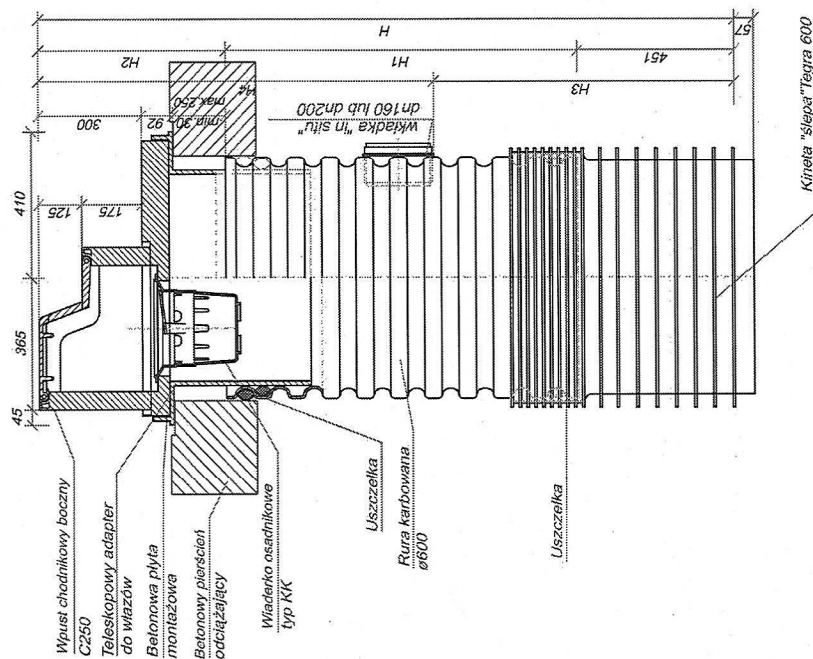 Wpust chodnikowy boczny
C250
Teleskopowy adapter
do włazów
Betonowa płyta
montażowa
Betonowy pierścień
odciążający
Wiaderko osadnikowe
typ KK
Uszczelka
Rura karbowana
ø600
Uszczelka
Kineta "ślepa"Tegra 600
wkładka "in situ"
dn160 lub dn200
45
365
410
125
175
300
92
min.30
max.250
H4
H2
H1
H3
H
451
57